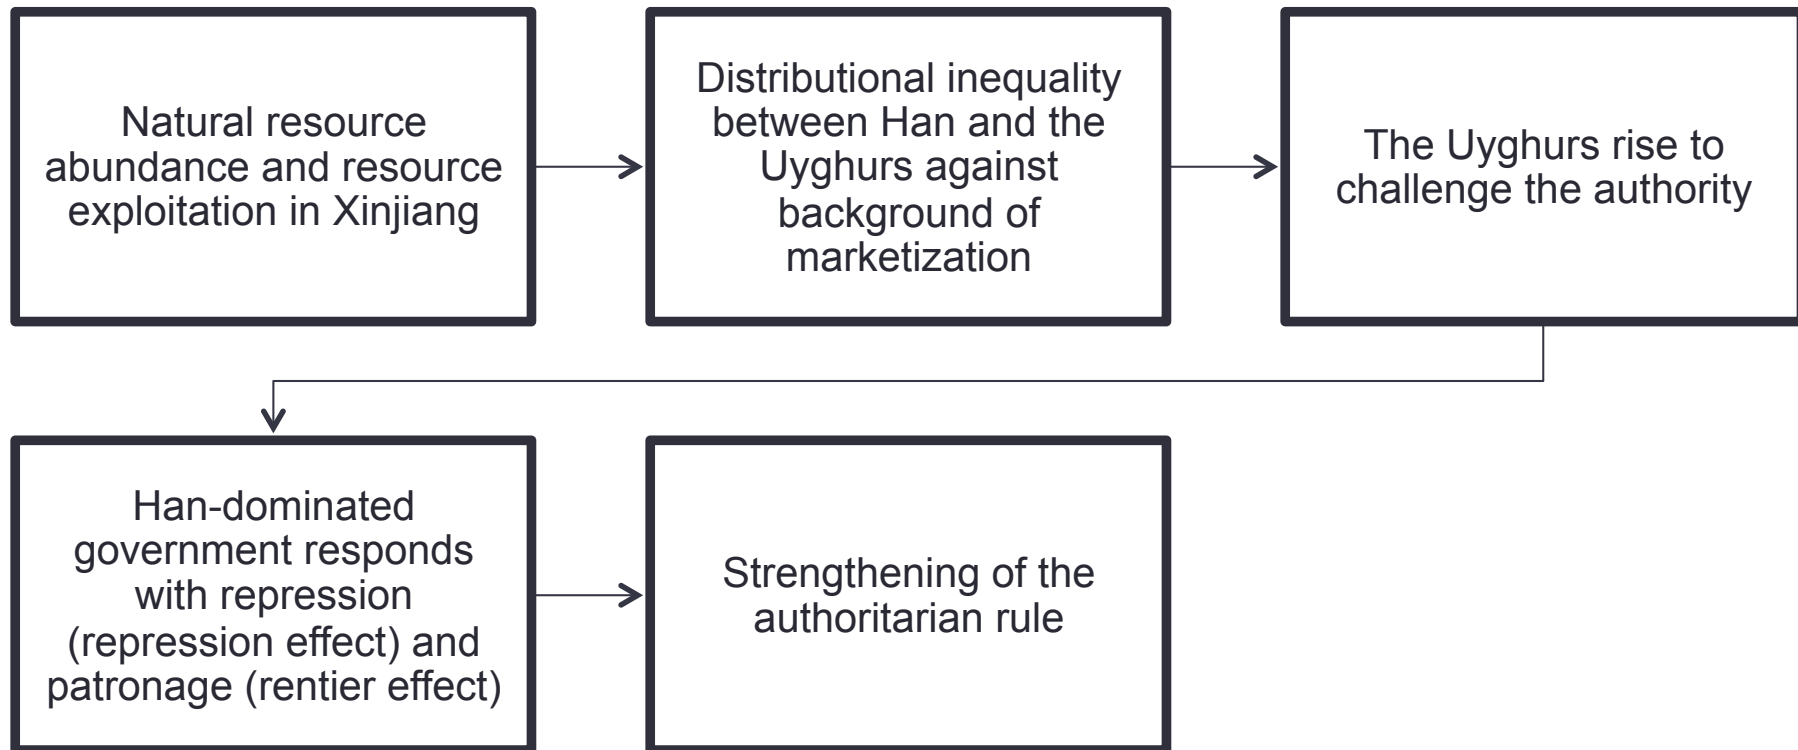 Natural resource
abundance and resource
exploitation in Xinjiang
Distributional inequality
between Han and the
Uyghurs against
background of
marketization
The Uyghurs rise to
challenge the authority
Han-dominated
government responds
with repression
(repression effect) and
patronage (rentier effect)
Strengthening of the
authoritarian rule